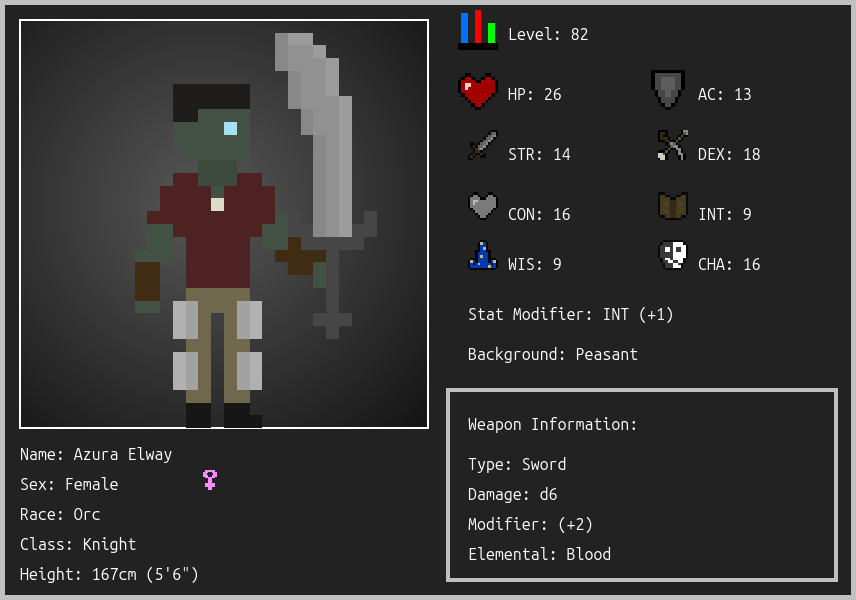 Level: 82
HP: 26
AC: 13
STR: 14
DEX: 18
CON: 16
INT: 9
WIS: 9
CHA: 16
Stat Modifier: INT (+1)
Background: Peasant
Weapon Information:
Type: Sword
Damage: d6
Modifier: (+2)
Elemental: Blood
Name: Azura Elway
Sex: Female
Race: Orc
Class: Knight
Height: 167cm (5'6")